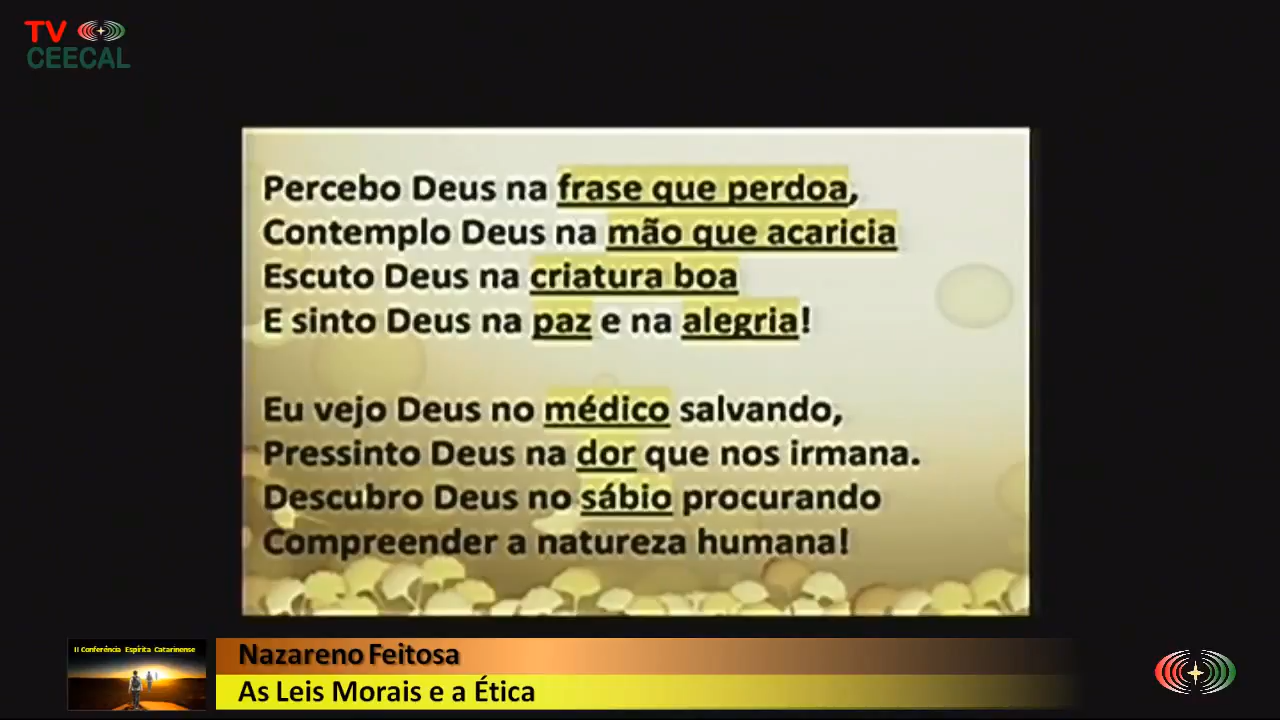 TV
CEECAL
Percebo Deus na frase que perdoa,
Contemplo Deus na mão que acaricia
Escuto Deus na criatura boa
E sinto Deus na paz e na alegria!
Eu vejo Deus no médico salvando,
Pressinto Deus na dor que nos irmana.
Descubro Deus no sábio procurando
Compreender a natureza humana!
II Conferência Espírita Catarinense
Nazareno Feitosa
As Leis Morais e a Ética